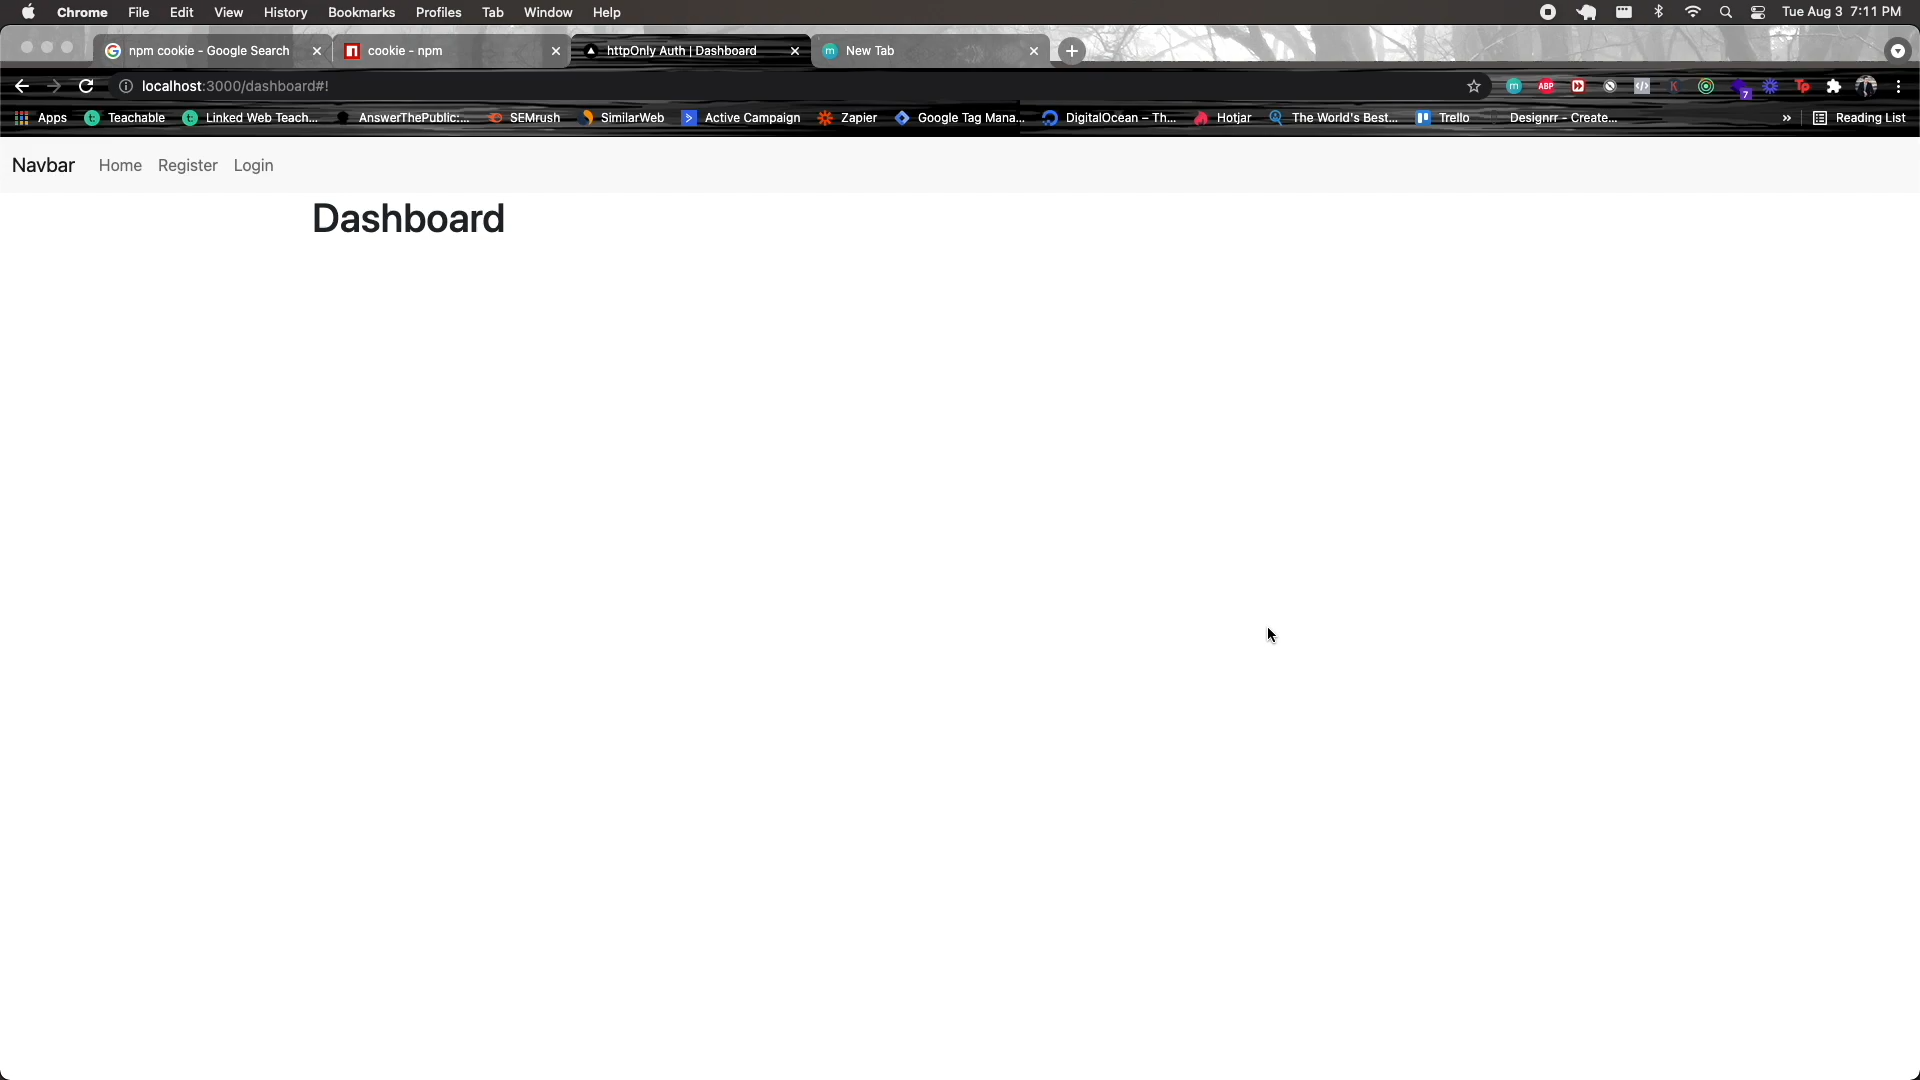 Chrome File Edit View History Bookmarks Profiles Tab Window Help Tue Aug 3 7:11 PM
npm cookie - Google Search cookie - npm httpOnly Auth | Dashboard New Tab
localhost:3000/dashboard#! ABP 7 Tp
Apps Teachable Linked Web Teach... AnswerThePublic:... SEMrush SimilarWeb Active Campaign Zapier Google Tag Mana... DigitalOcean – Th... Hotjar The World's Best... Trello Designrr - Create... » Reading List
Navbar Home Register Login
Dashboard